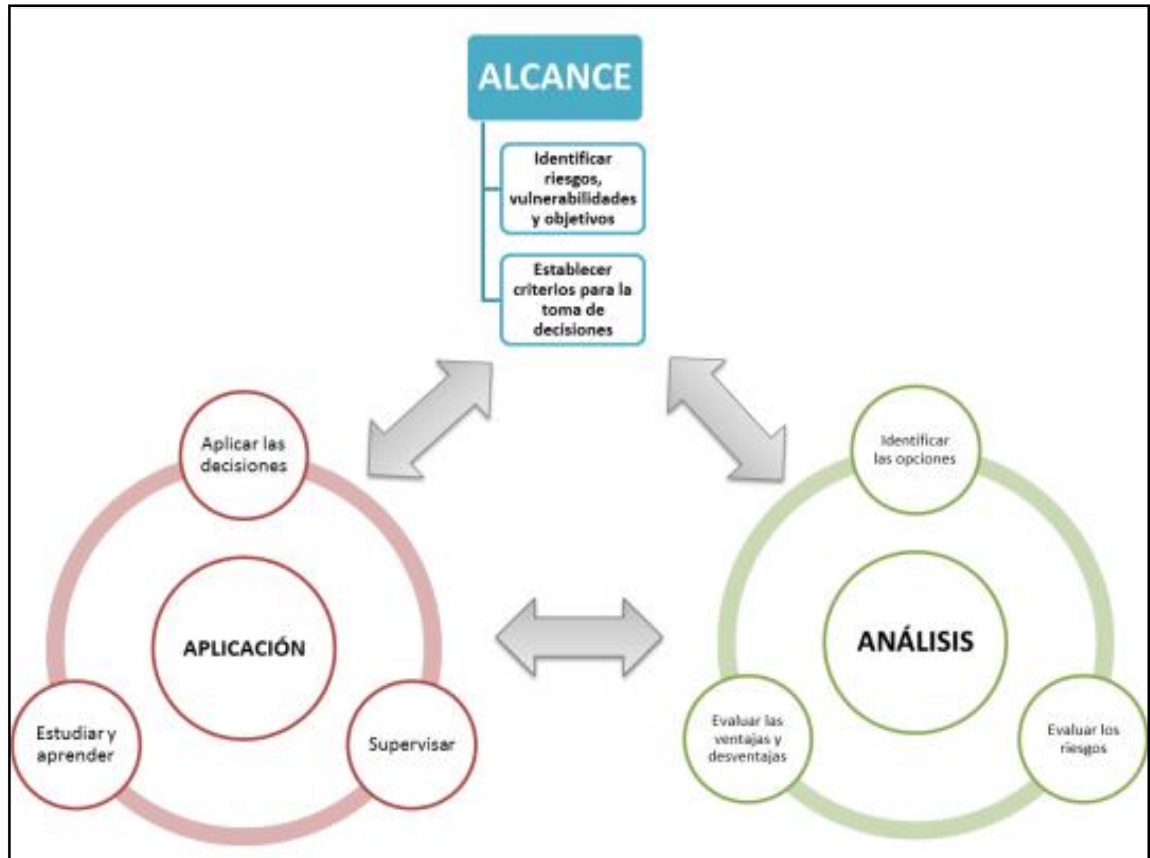 ALCANCE
Identificar
riesgos,
vulnerabilidades
y objetivos
Establecer
criterios para la
toma de
decisiones
Aplicar las
decisiones
APLICACIÓN
Estudiar y
aprender
Supervisar
Identificar
las opciones
ANÁLISIS
Evaluar las
ventajas y
desventajas
Evaluar los
riesgos